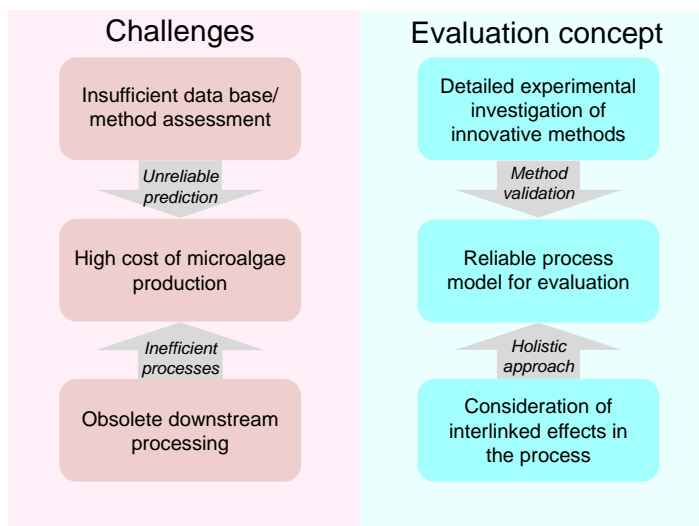 Challenges
Insufficient data base/
method assessment
Unreliable
prediction
High cost of microalgae
production
Inefficient
processes
Obsolete downstream
processing
Evaluation concept
Detailed experimental
investigation of
innovative methods
Method
validation
Reliable process
model for evaluation
Holistic
approach
Consideration of
interlinked effects in
the process